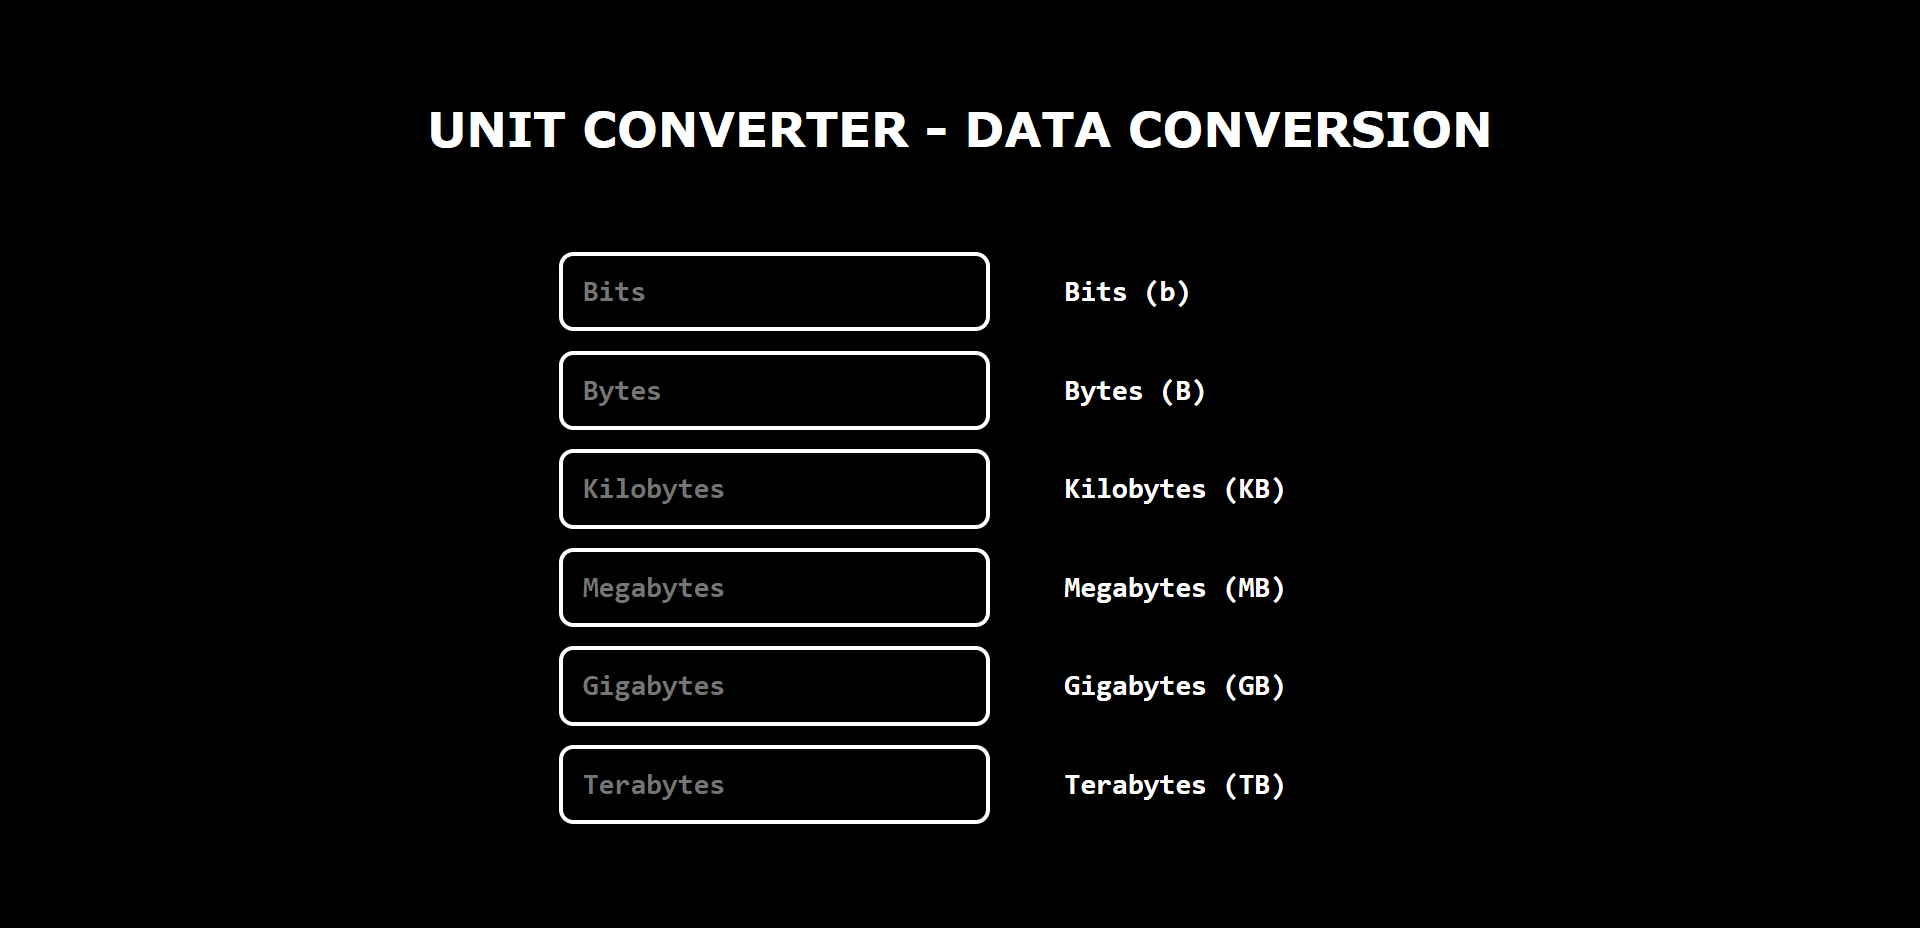 UNIT CONVERTER - DATA CONVERSION
Bits Bits (b)
Bytes Bytes (B)
Kilobytes Kilobytes (KB)
Megabytes Megabytes (MB)
Gigabytes Gigabytes (GB)
Terabytes Terabytes (TB)